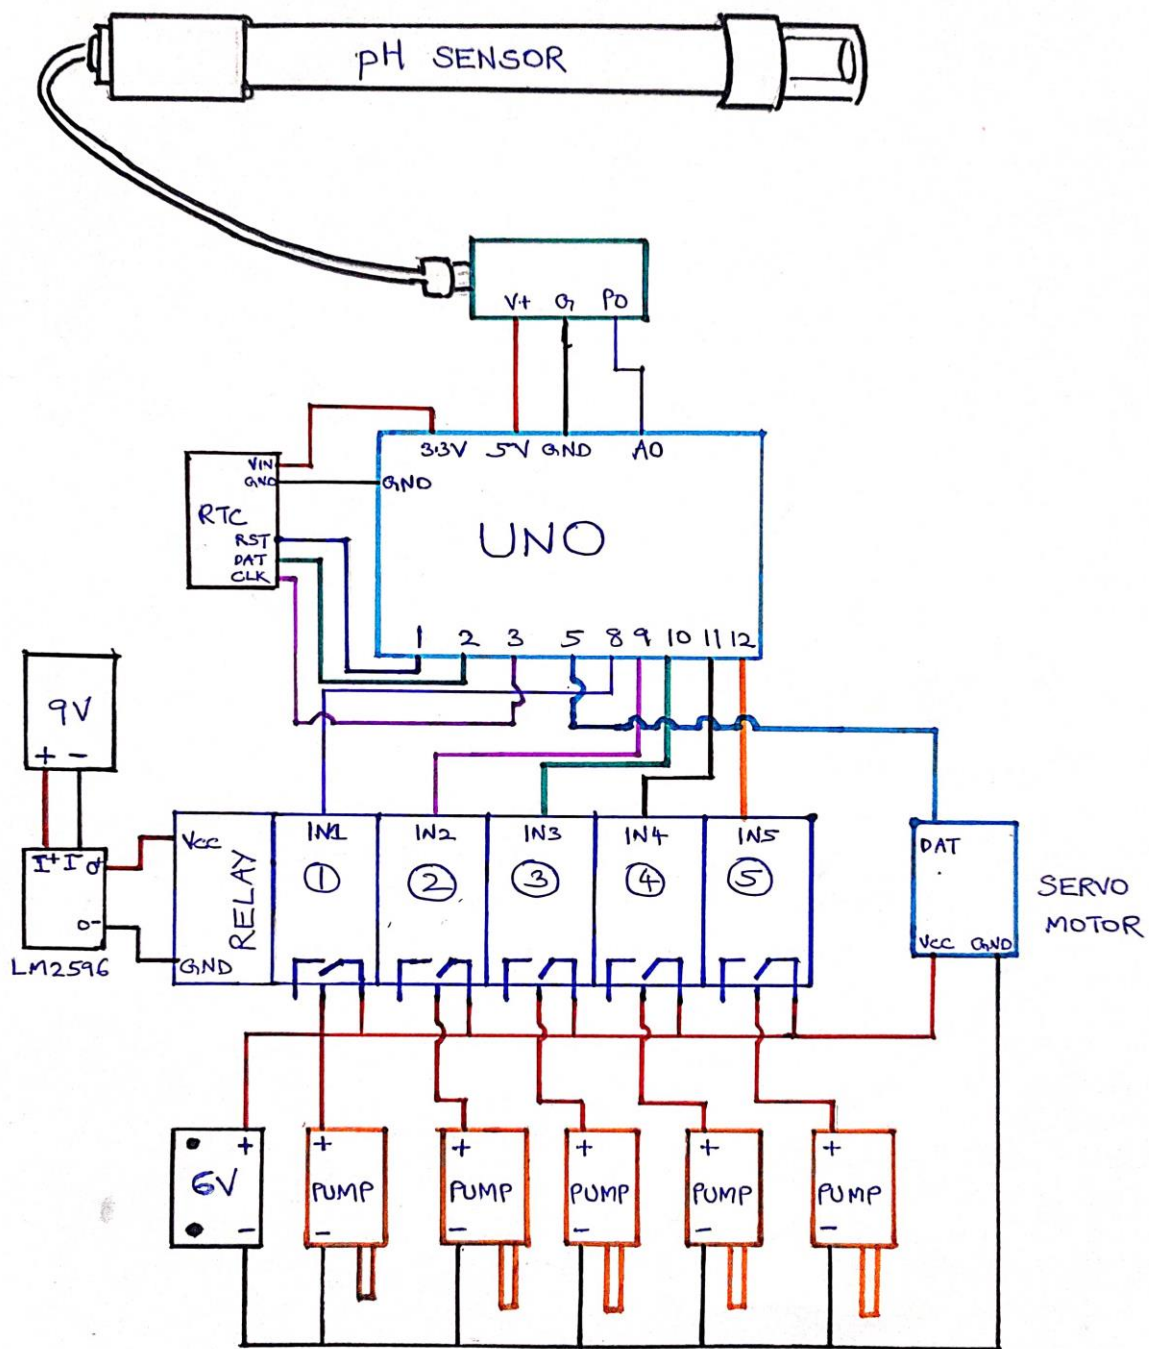 pH SENSOR
V+ G PO
3.3V 5V GND A0
VIN
GND
GND
RTC
UNO
RST
DAT
CLK
1 2 3 5 8 9 10 11 12
9V
+ -
I+ I- O+
O-
LM2596
Vcc
RELAY
GND
IN1 IN2 IN3 IN4 IN5
1 2 3 4 5
DAT
Vcc GND
SERVO
MOTOR
+
6V
-
+
PUMP
-
+
PUMP
-
+
PUMP
-
+
PUMP
-
+
PUMP
-